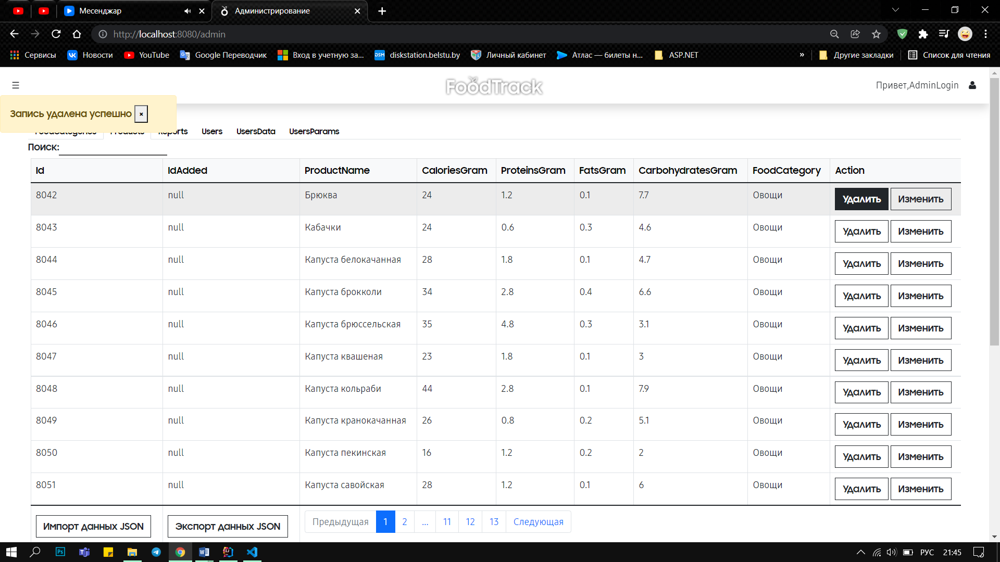 Месенджар
Администрирование
http://localhost:8080/admin
Сервисы
Новости
YouTube
Google Переводчик
Вход в учетную за...
DSM
diskstation.belstu.by
Личный кабинет
Атлас — билеты н...
ASP.NET
»
Другие закладки
Список для чтения
FoodTrack
Привет,AdminLogin
Запись удалена успешно ×
FoodCategories Products Reports Users UsersData UsersParams
Поиск:
Id IdAdded ProductName CaloriesGram ProteinsGram FatsGram CarbohydratesGram FoodCategory Action
8042 null Брюква 24 1.2 0.1 7.7 Овощи Удалить Изменить
8043 null Кабачки 24 0.6 0.3 4.6 Овощи Удалить Изменить
8044 null Капуста белокачанная 28 1.8 0.1 4.7 Овощи Удалить Изменить
8045 null Капуста брокколи 34 2.8 0.4 6.6 Овощи Удалить Изменить
8046 null Капуста брюссельская 35 4.8 0.3 3.1 Овощи Удалить Изменить
8047 null Капуста квашеная 23 1.8 0.1 3 Овощи Удалить Изменить
8048 null Капуста кольраби 44 2.8 0.1 7.9 Овощи Удалить Изменить
8049 null Капуста кранокачанная 26 0.8 0.2 5.1 Овощи Удалить Изменить
8050 null Капуста пекинская 16 1.2 0.2 2 Овощи Удалить Изменить
8051 null Капуста савойская 28 1.2 0.1 6 Овощи Удалить Изменить
Импорт данных JSON Экспорт данных JSON Предыдущая 1 2 ... 11 12 13 Следующая
Ps
РУС
21:45